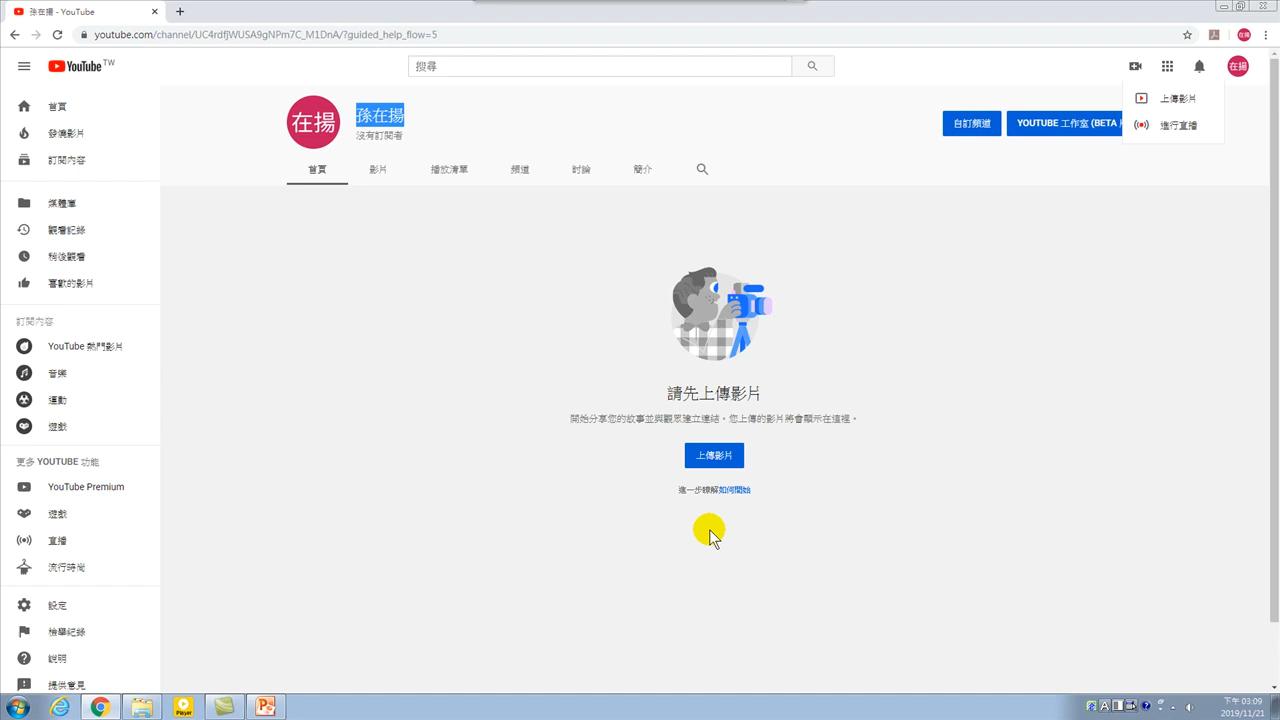 孫在揚 - YouTube
youtube.com/channel/UC4rdfjWUSA9gNPm7C_M1DnA/?guided_help_flow=5
YouTube TW
搜尋
在揚
首頁
發燒影片
訂閱內容
媒體庫
觀看記錄
稍後觀看
喜歡的影片
訂閱內容
YouTube 熱門影片
音樂
運動
遊戲
更多 YOUTUBE 功能
YouTube Premium
遊戲
直播
流行時尚
設定
檢舉紀錄
說明
提供意見
在揚
孫在揚
沒有訂閱者
自訂頻道
YOUTUBE 工作室 (BETA
上傳影片
進行直播
首頁
影片
播放清單
頻道
討論
簡介
請先上傳影片
開始分享您的故事並與觀眾建立連結。您上傳的影片將會顯示在這裡。
上傳影片
進一步瞭解如何開始
Player
下午 03:09
2019/11/21